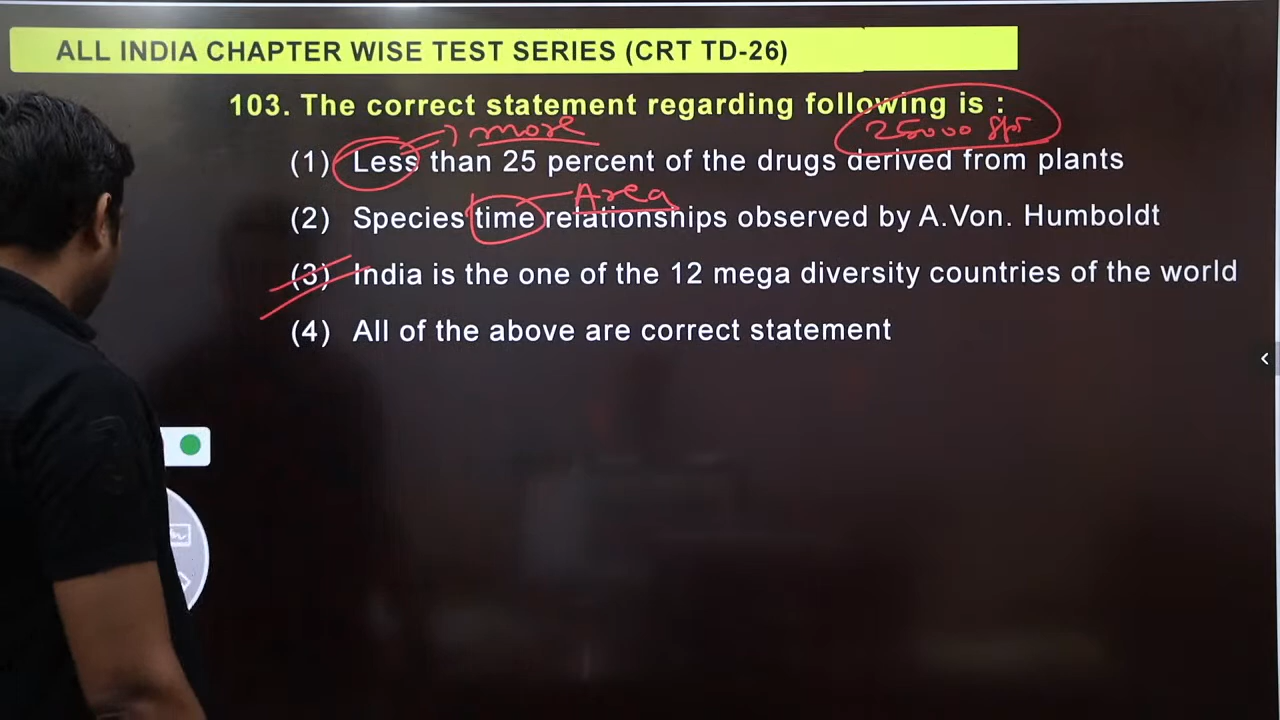 ALL INDIA CHAPTER WISE TEST SERIES (CRT TD-26)
103. The correct statement regarding following is :
more
25000
(1) Less than 25 percent of the drugs derived from plants
Area
(2) Species time relationships observed by A.Von. Humboldt
(3) India is the one of the 12 mega diversity countries of the world
(4) All of the above are correct statement